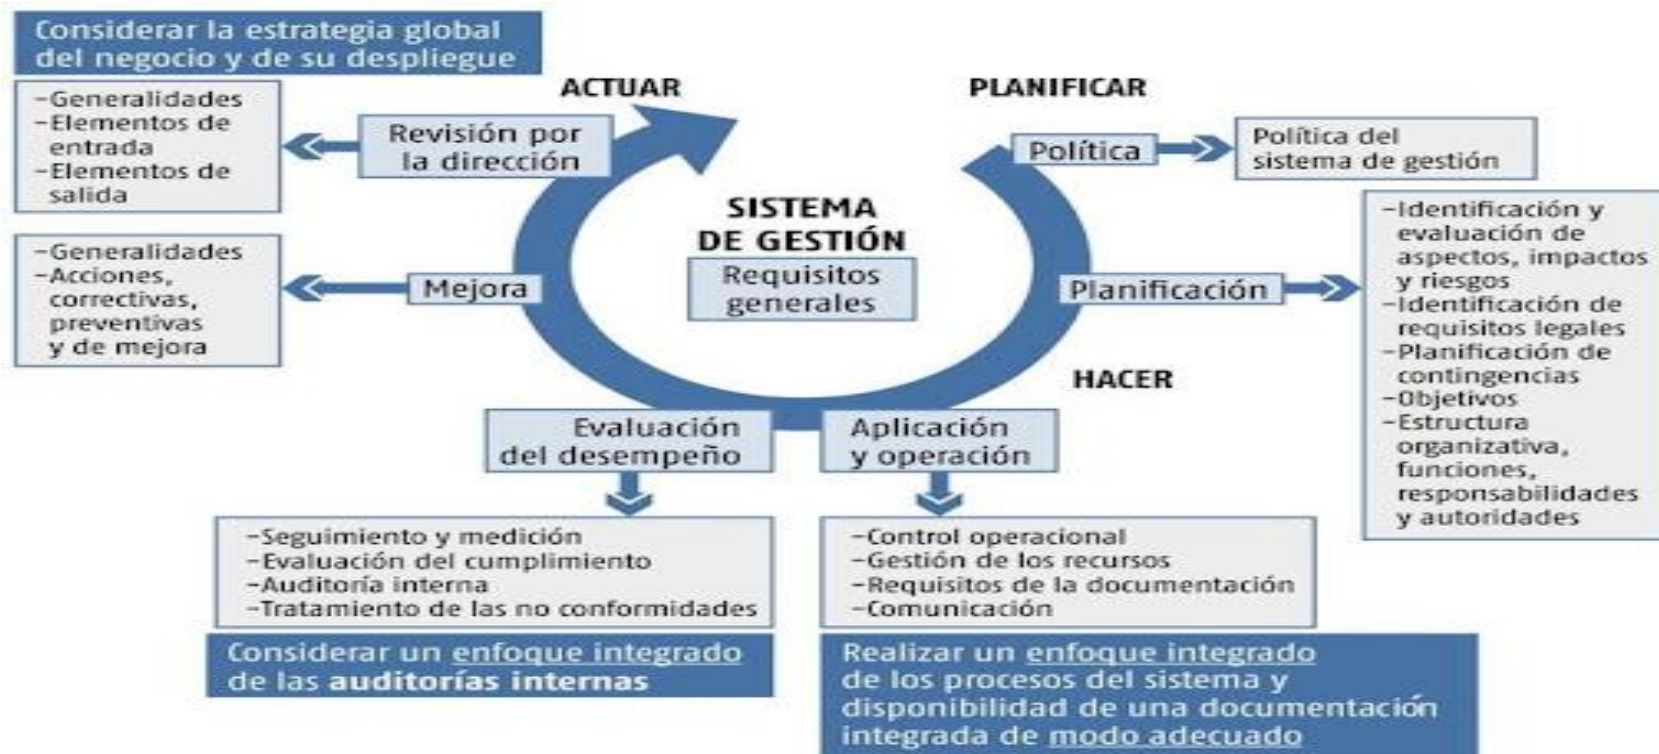 Considerar la estrategia global
del negocio y de su despliegue
ACTUAR
PLANIFICAR
-Generalidades
-Elementos de
entrada
-Elementos de
salida
Revisión por
la dirección
Política
Política del
sistema de gestión
SISTEMA
DE GESTIÓN
Requisitos
generales
-Generalidades
-Acciones,
correctivas,
preventivas
y de mejora
Mejora
Planificación
-Identificación y
evaluación de
aspectos, impactos
y riesgos
-Identificación de
requisitos legales
-Planificación de
contingencias
-Objetivos
-Estructura
organizativa,
funciones,
responsabilidades
y autoridades
HACER
Evaluación
del desempeño
Aplicación
y operación
-Seguimiento y medición
-Evaluación del cumplimiento
-Auditoría interna
-Tratamiento de las no conformidades
-Control operacional
-Gestión de los recursos
-Requisitos de la documentación
-Comunicación
Considerar un enfoque integrado
de las auditorías internas
Realizar un enfoque integrado
de los procesos del sistema y
disponibilidad de una documentación
integrada de modo adecuado